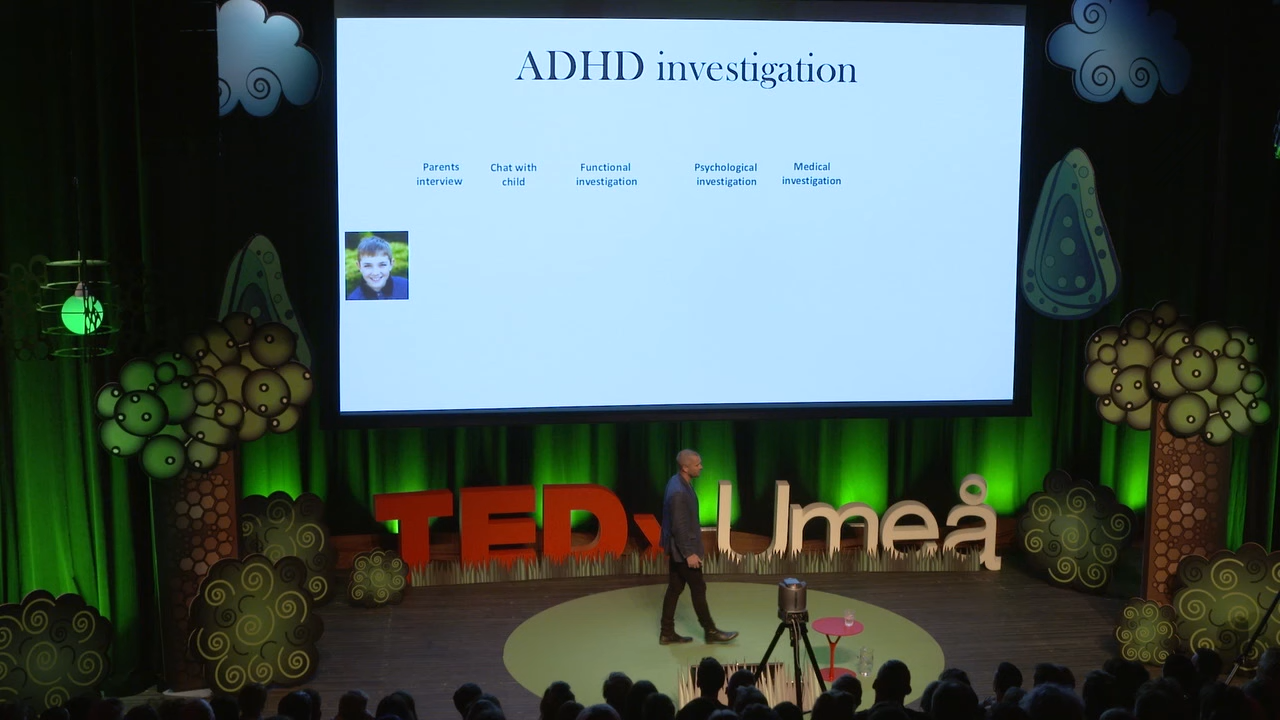 ADHD investigation
Parents
interview
Chat with
child
Functional
investigation
Psychological
investigation
Medical
investigation
TEDx Umeå